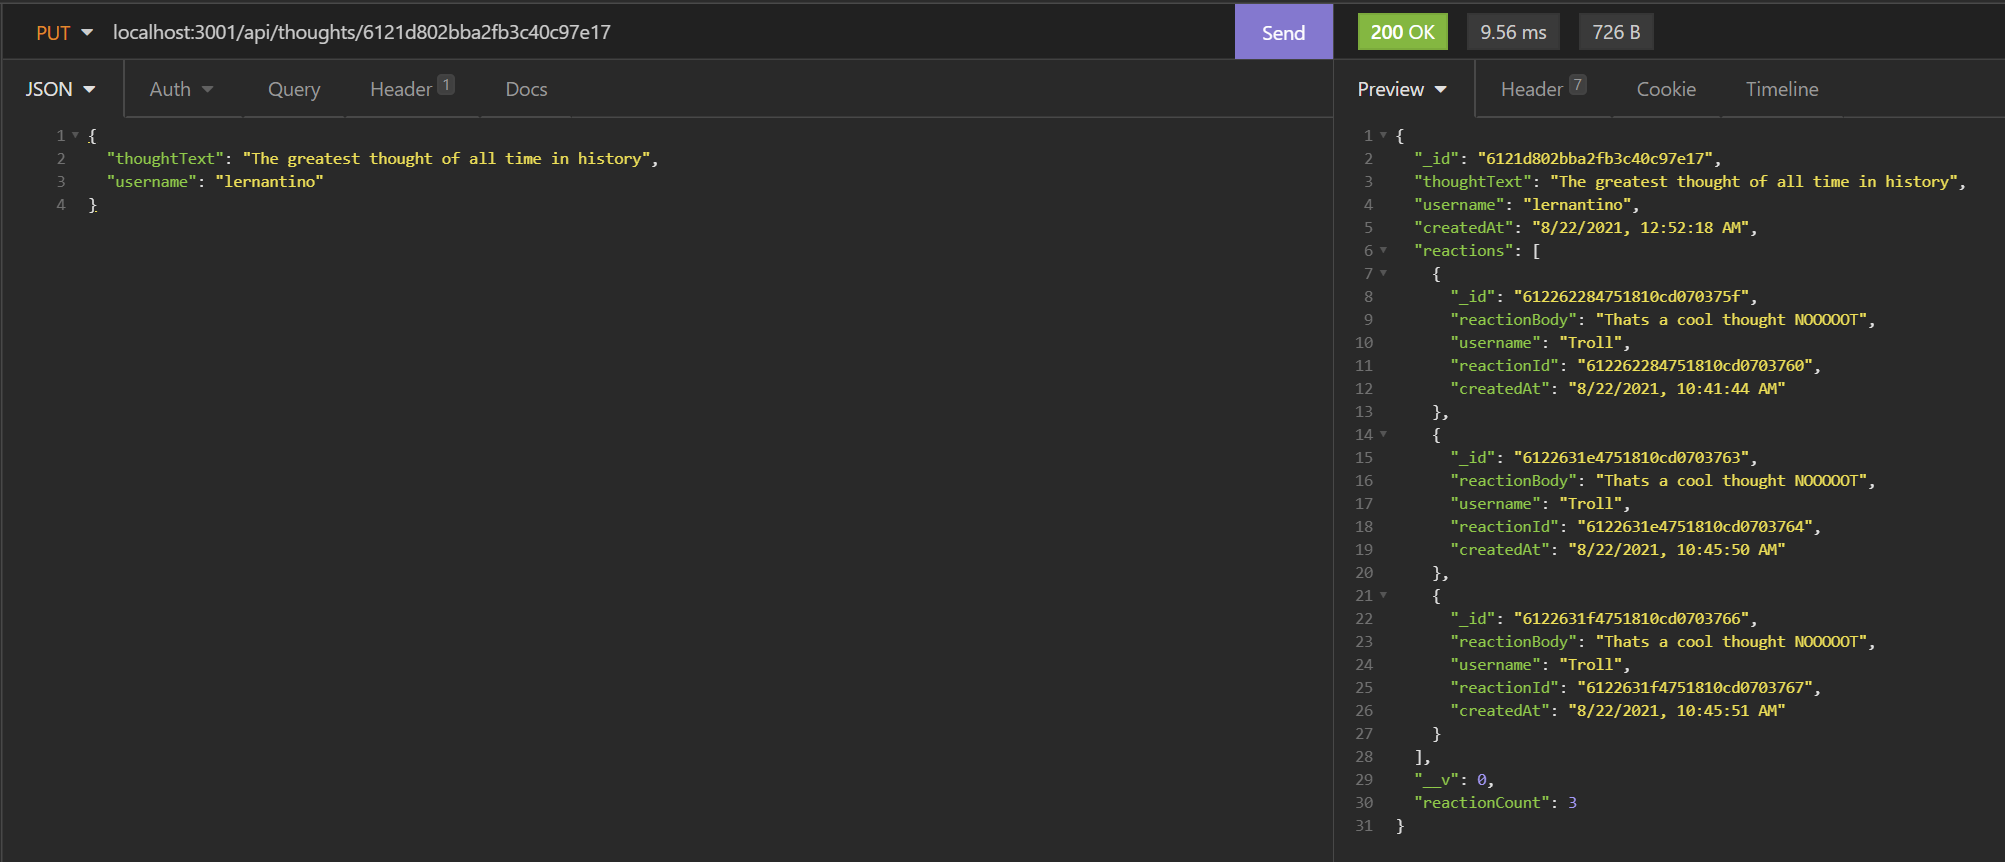 PUT localhost:3001/api/thoughts/6121d802bba2fb3c40c97e17 Send
JSON Auth Query Header 1 Docs
1 {
2 "thoughtText": "The greatest thought of all time in history",
3 "username": "lernantino"
4 }
200 OK 9.56 ms 726 B
Preview Header 7 Cookie Timeline
1 {
2 "_id": "6121d802bba2fb3c40c97e17",
3 "thoughtText": "The greatest thought of all time in history",
4 "username": "lernantino",
5 "createdAt": "8/22/2021, 12:52:18 AM",
6 "reactions": [
7 {
8 "_id": "612262284751810cd070375f",
9 "reactionBody": "Thats a cool thought NOOOOOT",
10 "username": "Troll",
11 "reactionId": "612262284751810cd0703760",
12 "createdAt": "8/22/2021, 10:41:44 AM"
13 },
14 {
15 "_id": "6122631e4751810cd0703763",
16 "reactionBody": "Thats a cool thought NOOOOOT",
17 "username": "Troll",
18 "reactionId": "6122631e4751810cd0703764",
19 "createdAt": "8/22/2021, 10:45:50 AM"
20 },
21 {
22 "_id": "6122631f4751810cd0703766",
23 "reactionBody": "Thats a cool thought NOOOOOT",
24 "username": "Troll",
25 "reactionId": "6122631f4751810cd0703767",
26 "createdAt": "8/22/2021, 10:45:51 AM"
27 }
28 ],
29 "__v": 0,
30 "reactionCount": 3
31 }